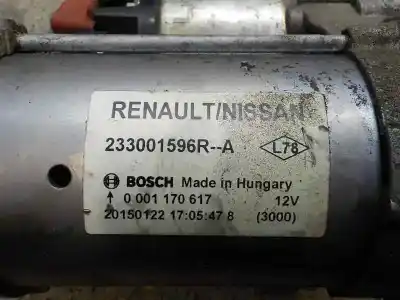 RENAULT/NISSAN
233001596R--A
L78
BOSCH Made in Hungary
↑ 0 001 170 617 12V
20150122 17:05:47 8 (3000)